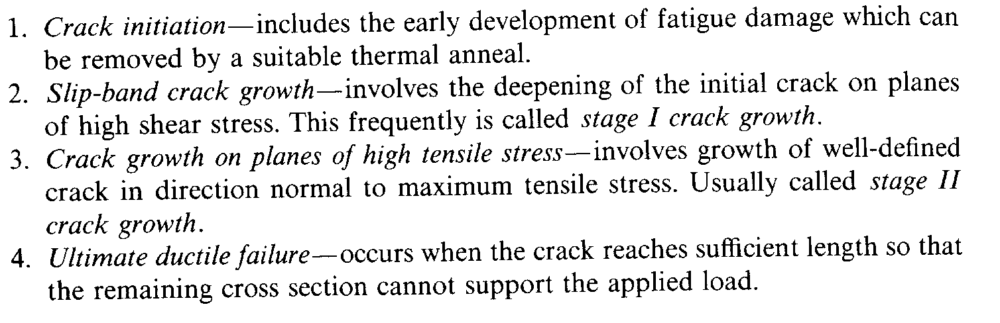 1. Crack initiation—includes the early development of fatigue damage which can
be removed by a suitable thermal anneal.
2. Slip-band crack growth—involves the deepening of the initial crack on planes
of high shear stress. This frequently is called stage I crack growth.
3. Crack growth on planes of high tensile stress—involves growth of well-defined
crack in direction normal to maximum tensile stress. Usually called stage II
crack growth.
4. Ultimate ductile failure—occurs when the crack reaches sufficient length so that
the remaining cross section cannot support the applied load.